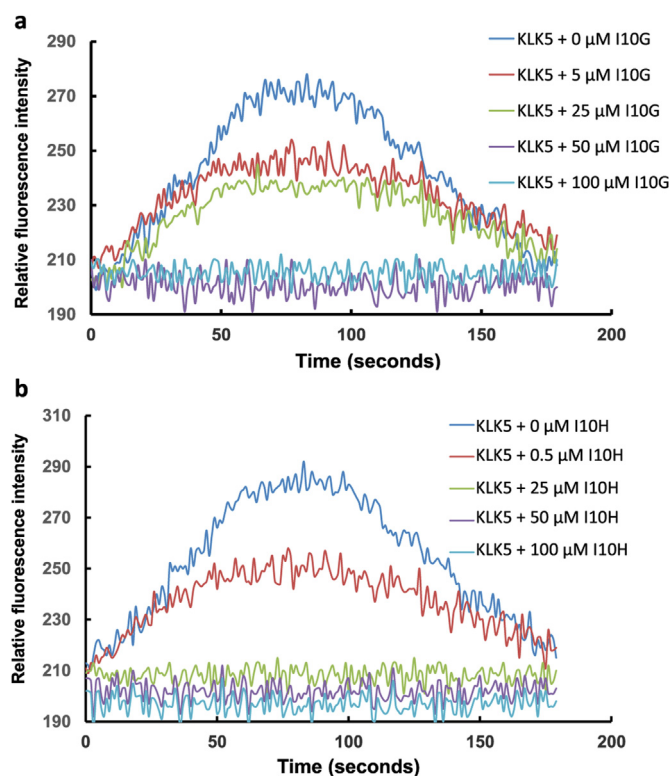 a
290
270
250
230
210
190
Relative fluorescence intensity
0
50
100
150
200
Time (seconds)
KLK5 + 0 µM I10G
KLK5 + 5 µM I10G
KLK5 + 25 µM I10G
KLK5 + 50 µM I10G
KLK5 + 100 µM I10G
b
310
290
270
250
230
210
190
Relative fluorescence intensity
0
50
100
150
200
Time (seconds)
KLK5 + 0 µM I10H
KLK5 + 0.5 µM I10H
KLK5 + 25 µM I10H
KLK5 + 50 µM I10H
KLK5 + 100 µM I10H